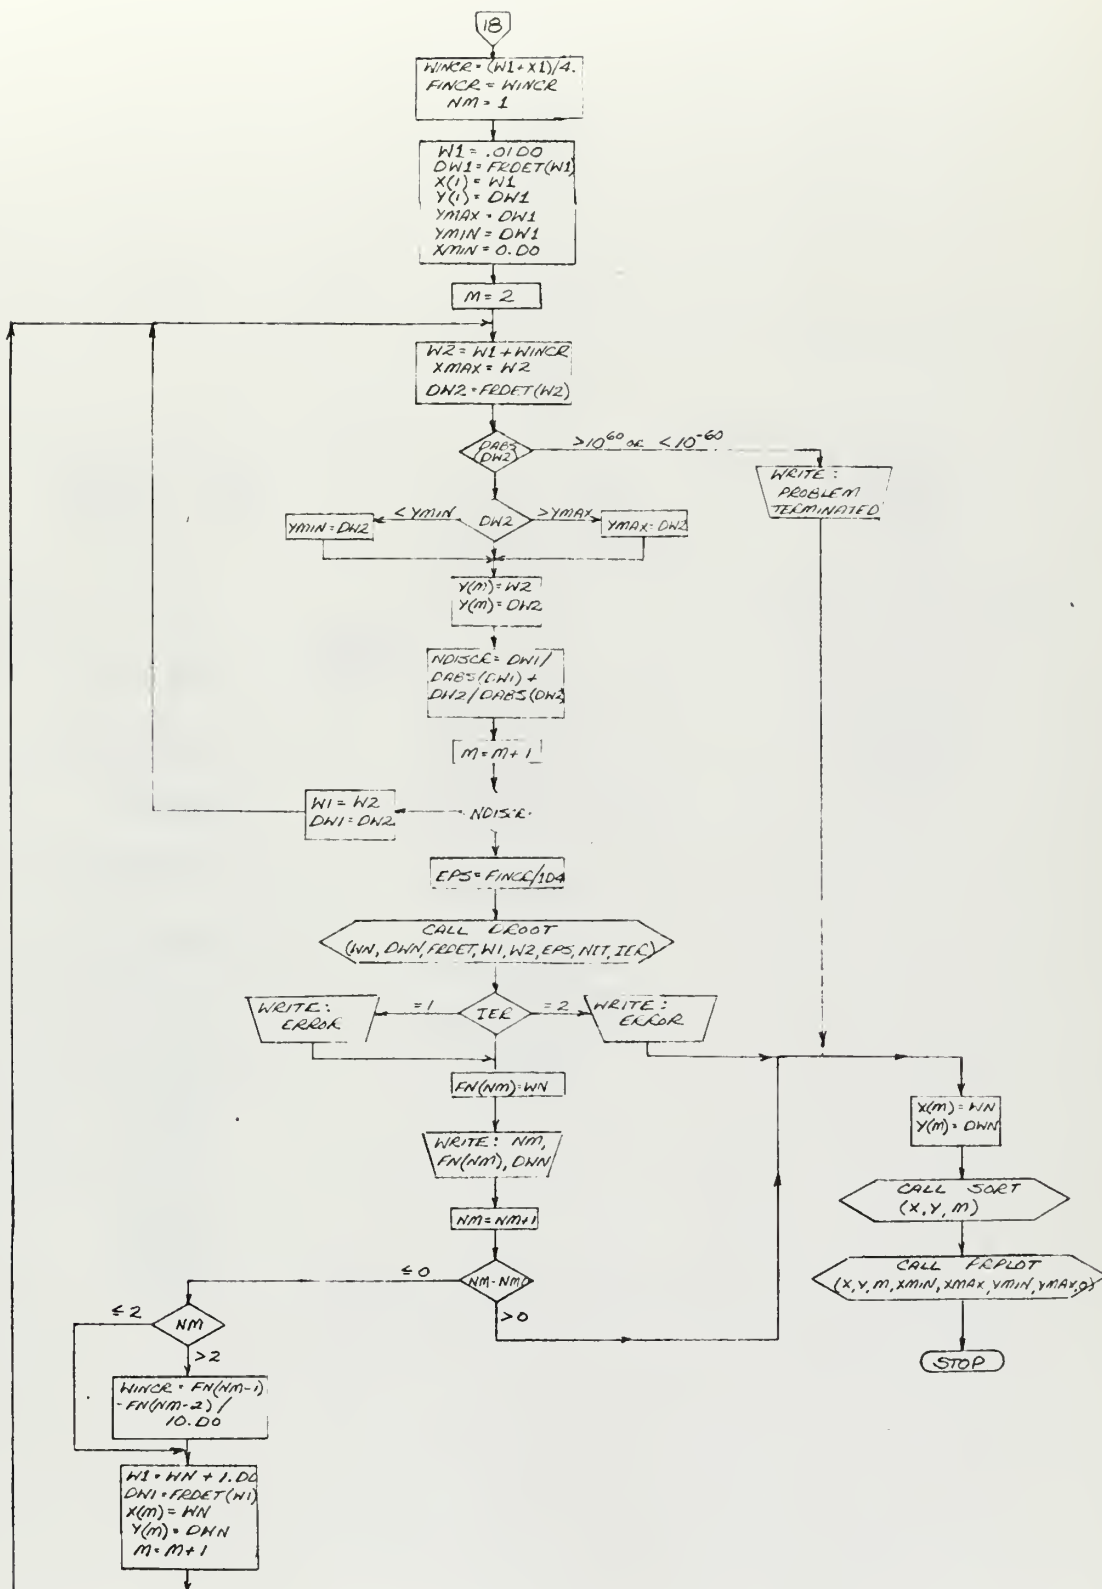 18
WINCR = (W1+X1)/4.
FINCR = WINCR
NM = 1
W1 = .01D0
DW1 = FRDET(W1)
X(1) = W1
Y(1) = DW1
YMAX = DW1
YMIN = DW1
XMIN = 0.D0
M = 2
W2 = W1 + WINCR
XMAX = W2
DW2 = FRDET(W2)
DABS
(DW2)
>10^60 OR <10^-60
WRITE:
PROBLEM
TERMINATED
YMIN = DW2
< YMIN
DW2
> YMAX
YMAX = DW2
Y(M) = W2
Y(M) = DW2
NDISCR = DW1/
DABS(DW1) +
DW2/DABS(DW2)
M = M + 1
W1 = W2
DW1 = DW2
NDISCR
EPS = FINCR/1D4
CALL DROOT
(WN, DWN, FRDET, W1, W2, EPS, NIT, IER)
WRITE:
ERROR
=1
IER
=2
WRITE:
ERROR
FN(NM) = WN
WRITE: NM,
FN(NM), DWN
NM = NM+1
≤ 0
NM-NMO
> 0
≤ 2
NM
> 2
WINCR = FN(NM-1)
- FN(NM-2) /
10.D0
W1 = WN + 1.D0
DW1 = FRDET(W1)
X(M) = WN
Y(M) = DWN
M = M + 1
X(M) = WN
Y(M) = DWN
CALL SORT
(X, Y, M)
CALL FRPLOT
(X, Y, M, XMIN, XMAX, YMIN, YMAX, 0)
STOP